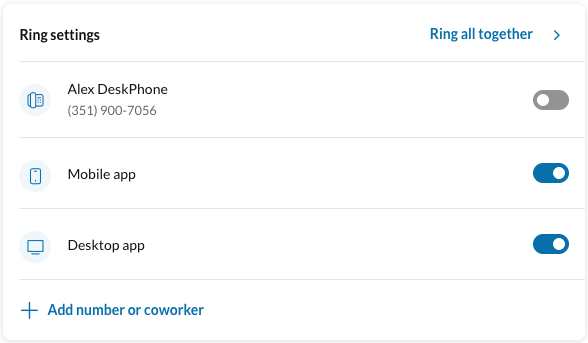 Ring settings
Ring all together
Alex DeskPhone
(351) 900-7056
Mobile app
Desktop app
Add number or coworker